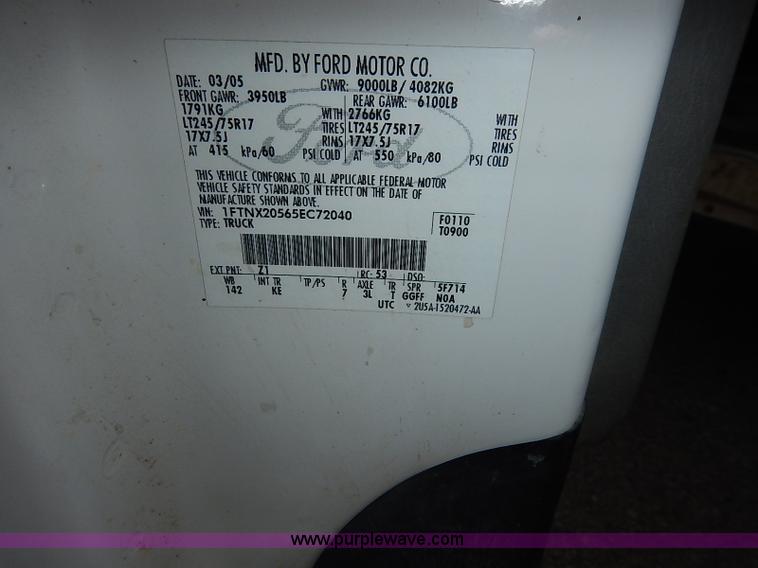 MFD. BY FORD MOTOR CO.
DATE: 03/05 GVWR: 9000LB/ 4082KG
FRONT GAWR: 3950LB REAR GAWR: 6100LB
1791KG WITH 2766KG WITH
LT245/75R17 TIRES LT245/75R17 TIRES
17X7.5J RIMS 17X7.5J RIMS
AT 415 kPa/60 PSI COLD AT 550 kPa/80 PSI COLD
THIS VEHICLE CONFORMS TO ALL APPLICABLE FEDERAL MOTOR
VEHICLE SAFETY STANDARDS IN EFFECT ON THE DATE OF
MANUFACTURE SHOWN ABOVE.
VIN: 1FTNX20565EC72040 F0110
TYPE: TRUCK T0900
EXT PNT: Z1 RC: 53 DSO:
WB INT TR TP/PS R AXLE TR SPR 5F714
142 KE 7 3L T GGFF N0A
UTC 2U5A-1520472-AA
Ford
www.purplewave.com